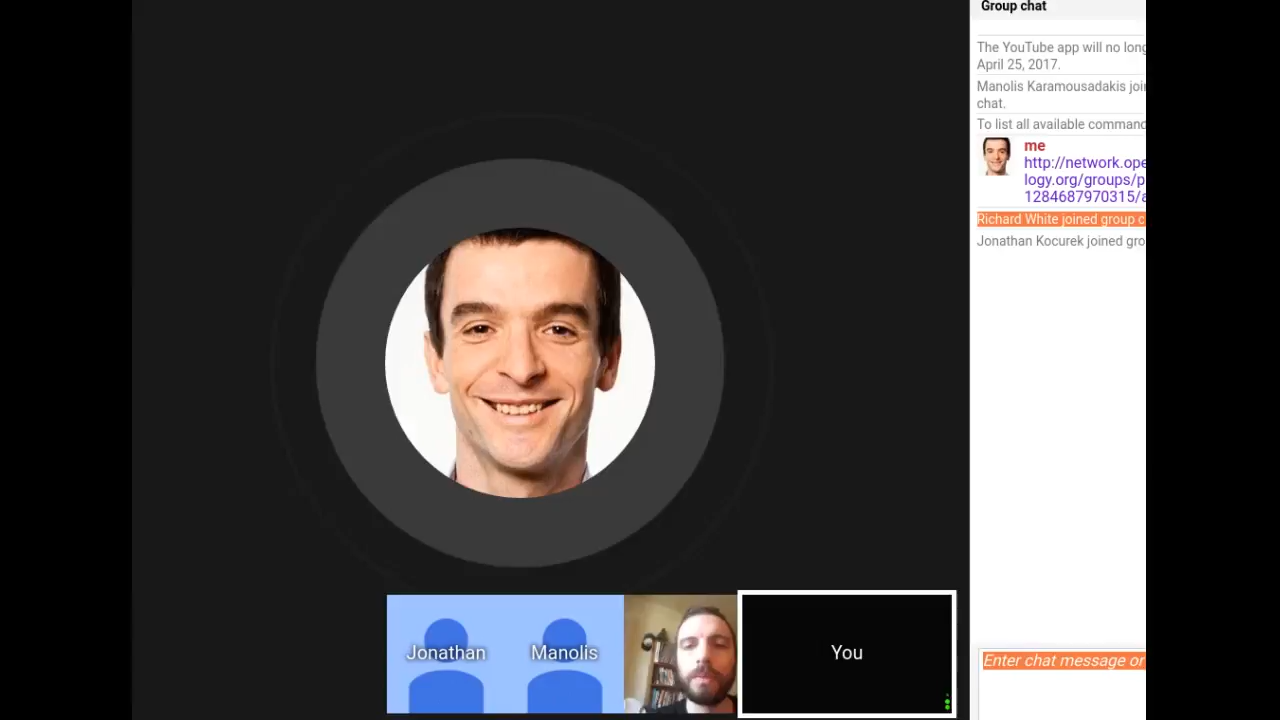 Group chat
The YouTube app will no long
April 25, 2017.
Manolis Karamousadakis joi
chat.
To list all available command
me
http://network.ope
logy.org/groups/p
1284687970315/a
Richard White joined group c
Jonathan Kocurek joined gro
Jonathan
Manolis
You
Enter chat message or